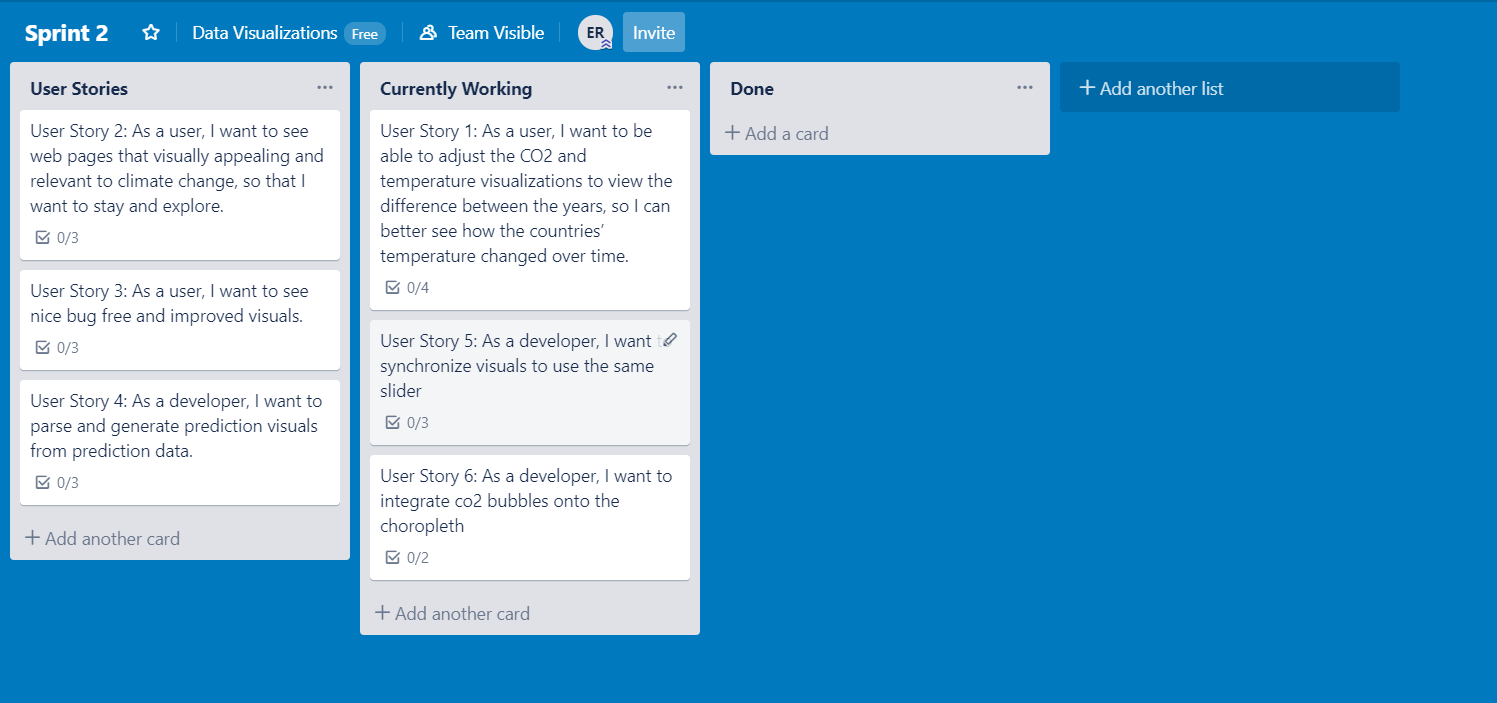 Sprint 2
Data Visualizations Free
Team Visible
ER
Invite
User Stories
User Story 2: As a user, I want to see
web pages that visually appealing and
relevant to climate change, so that I
want to stay and explore.
0/3
User Story 3: As a user, I want to see
nice bug free and improved visuals.
0/3
User Story 4: As a developer, I want to
parse and generate prediction visuals
from prediction data.
0/3
+ Add another card
Currently Working
User Story 1: As a user, I want to be
able to adjust the CO2 and
temperature visualizations to view the
difference between the years, so I can
better see how the countries’
temperature changed over time.
0/4
User Story 5: As a developer, I want
synchronize visuals to use the same
slider
0/3
User Story 6: As a developer, I want to
integrate co2 bubbles onto the
choropleth
0/2
+ Add another card
Done
+ Add a card
+ Add another list